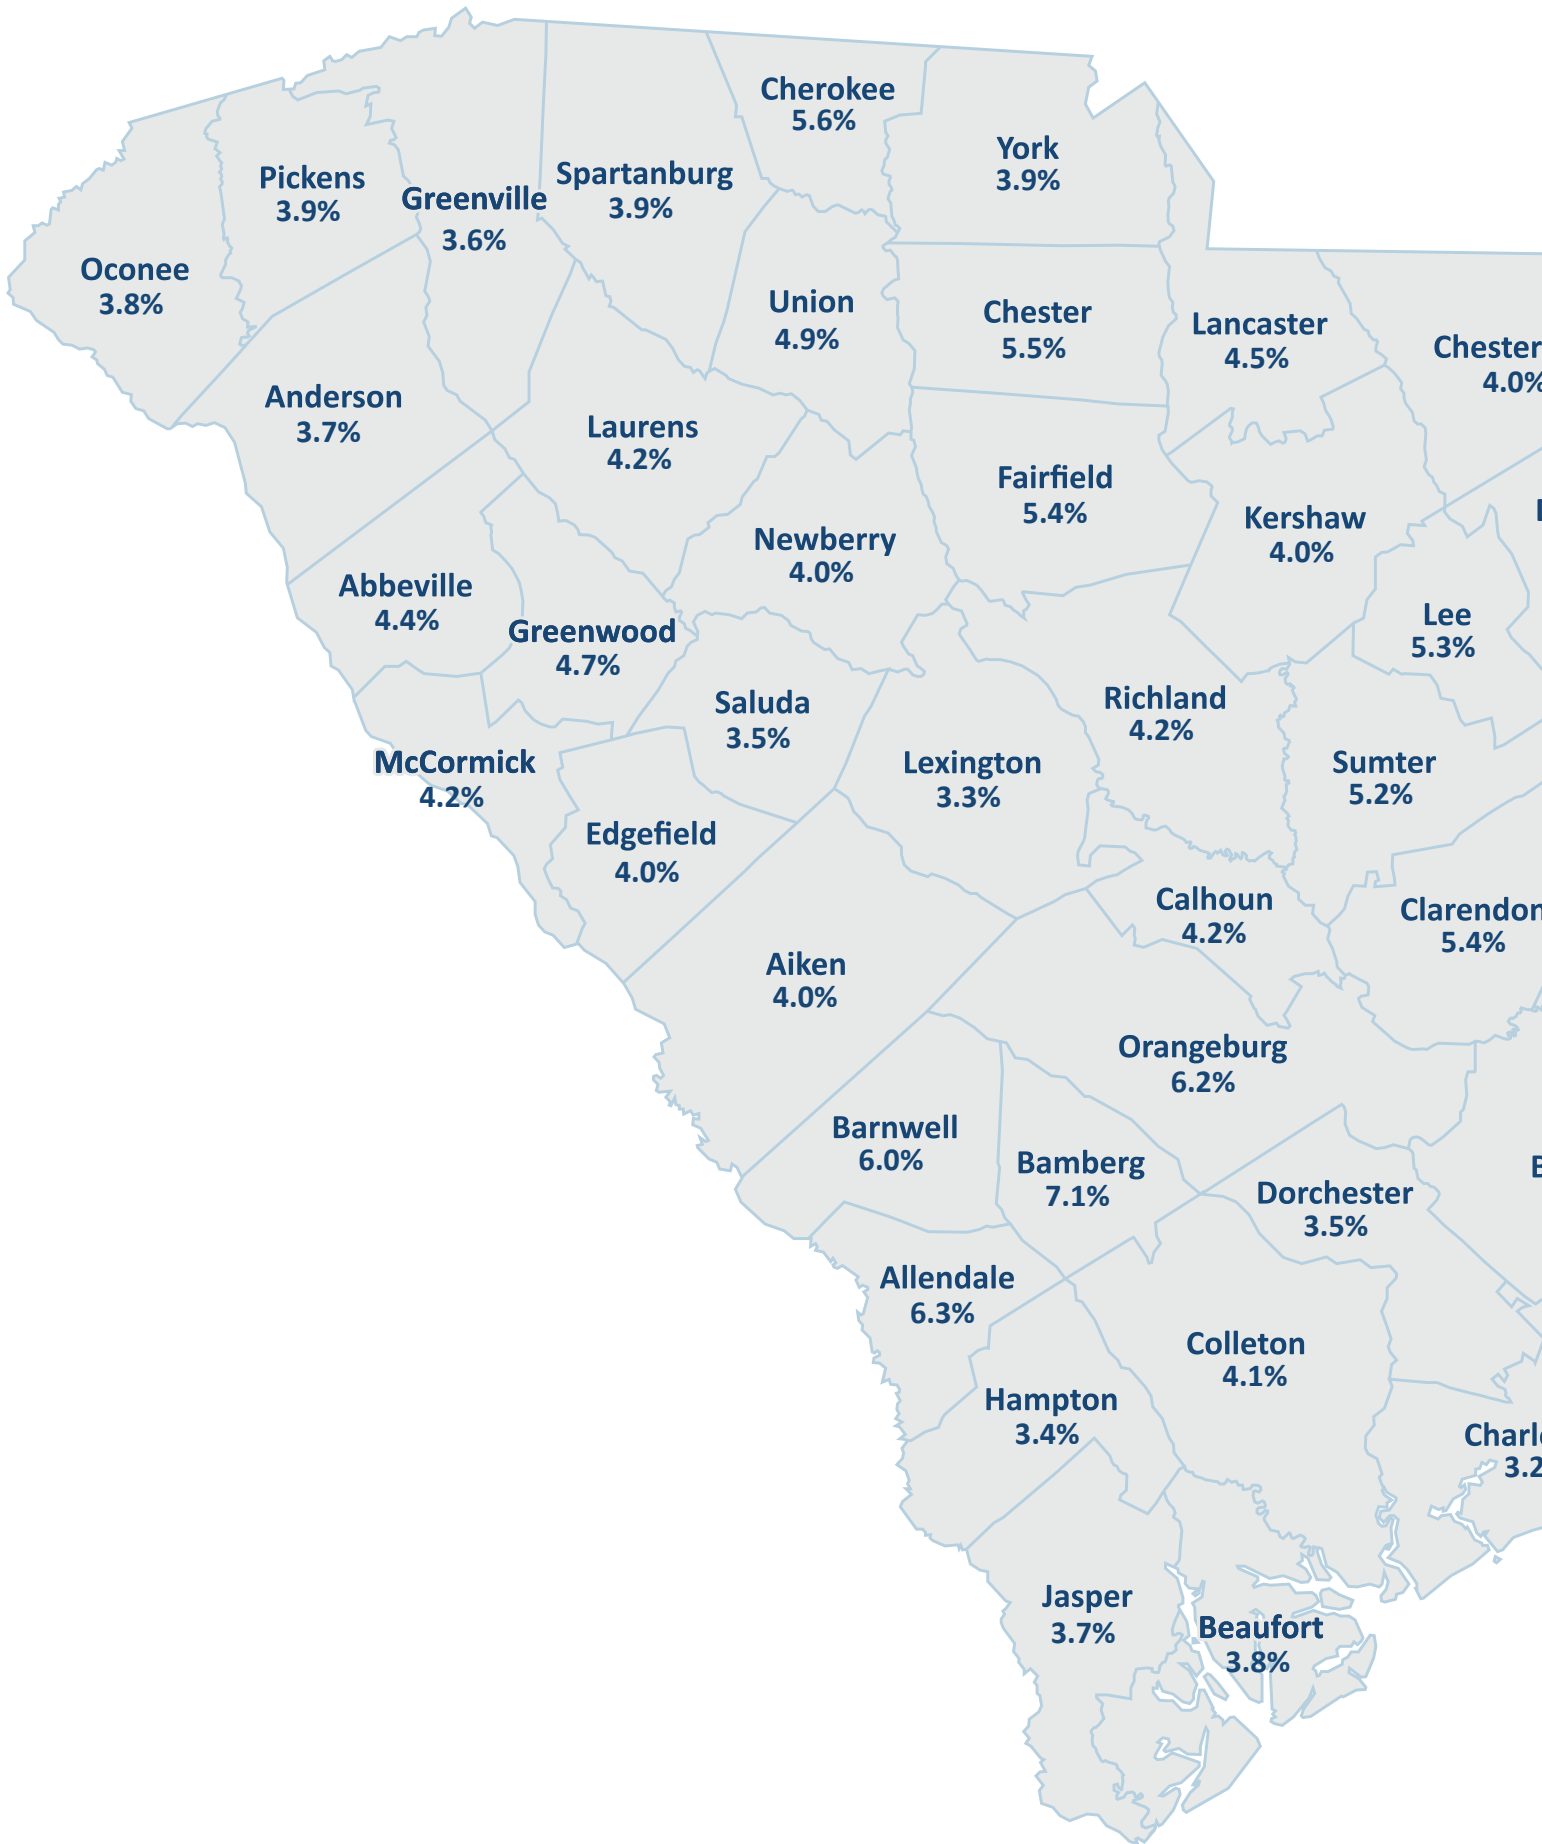 Cherokee
5.6%
York
3.9%
Pickens
3.9%
Greenville
3.6%
Spartanburg
3.9%
Oconee
3.8%
Union
4.9%
Chester
5.5%
Lancaster
4.5%
Chester
4.0%
Anderson
3.7%
Laurens
4.2%
Fairfield
5.4%
Kershaw
4.0%
Newberry
4.0%
Abbeville
4.4%
Greenwood
4.7%
Lee
5.3%
Saluda
3.5%
Richland
4.2%
McCormick
4.2%
Lexington
3.3%
Sumter
5.2%
Edgefield
4.0%
Calhoun
4.2%
Clarendon
5.4%
Aiken
4.0%
Orangeburg
6.2%
Barnwell
6.0%
Bamberg
7.1%
Dorchester
3.5%
Allendale
6.3%
Colleton
4.1%
Hampton
3.4%
Charl
3.2
Jasper
3.7%
Beaufort
3.8%